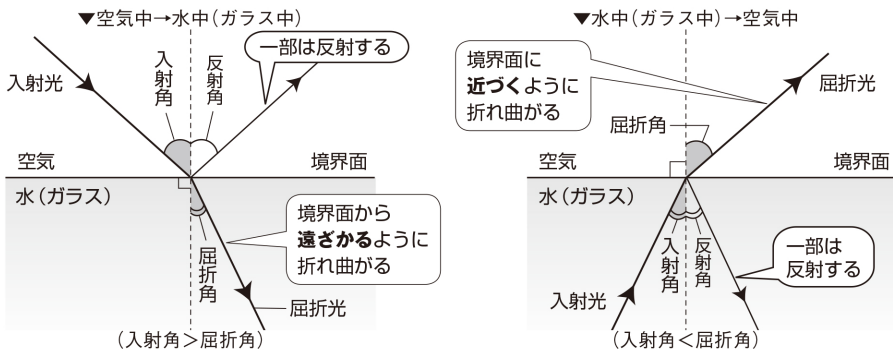 ▼空気中→水中(ガラス中)
一部は反射する
入射光
入射角
反射角
空気
境界面
水(ガラス)
境界面から
遠ざかるように
折れ曲がる
屈折角
屈折光
(入射角>屈折角)
▼水中(ガラス中)→空気中
境界面に
近づくように
折れ曲がる
屈折光
屈折角
空気
境界面
水(ガラス)
入射角
反射角
一部は
反射する
入射光
(入射角<屈折角)